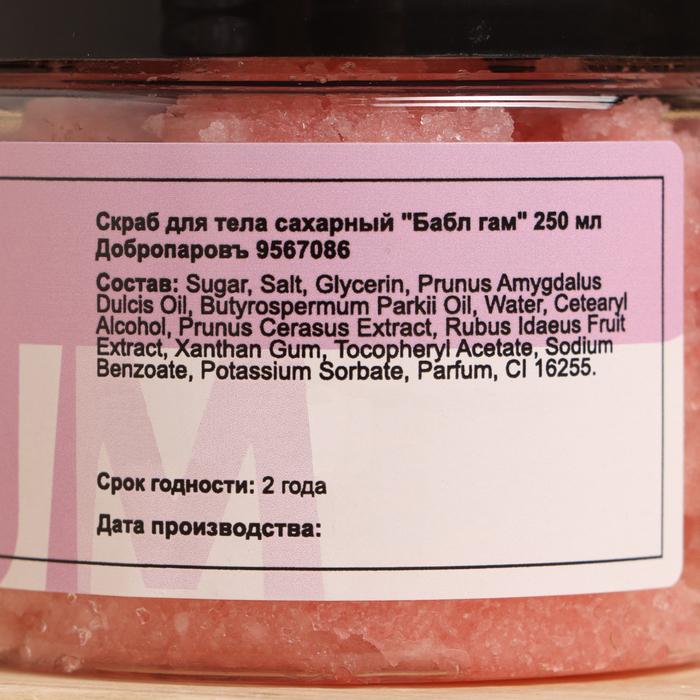 Скраб для тела сахарный "Бабл гам" 250 мл
Добропаровъ 9567086
Состав: Sugar, Salt, Glycerin, Prunus Amygdalus
Dulcis Oil, Butyrospermum Parkii Oil, Water, Cetearyl
Alcohol, Prunus Cerasus Extract, Rubus Idaeus Fruit
Extract, Xanthan Gum, Tocopheryl Acetate, Sodium
Benzoate, Potassium Sorbate, Parfum, CI 16255.
Срок годности: 2 года
Дата производства: